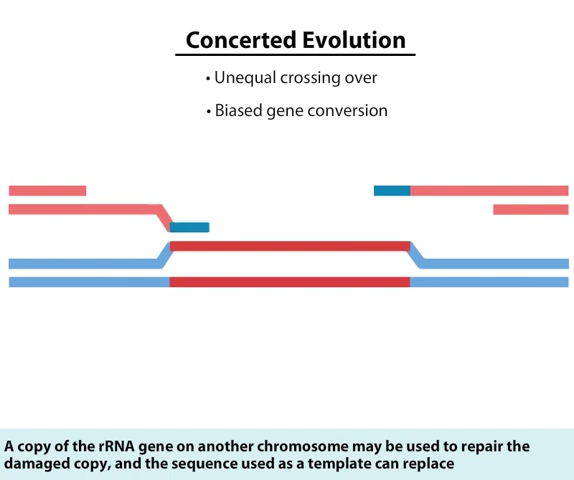 Concerted Evolution
• Unequal crossing over
• Biased gene conversion
A copy of the rRNA gene on another chromosome may be used to repair the
damaged copy, and the sequence used as a template can replace